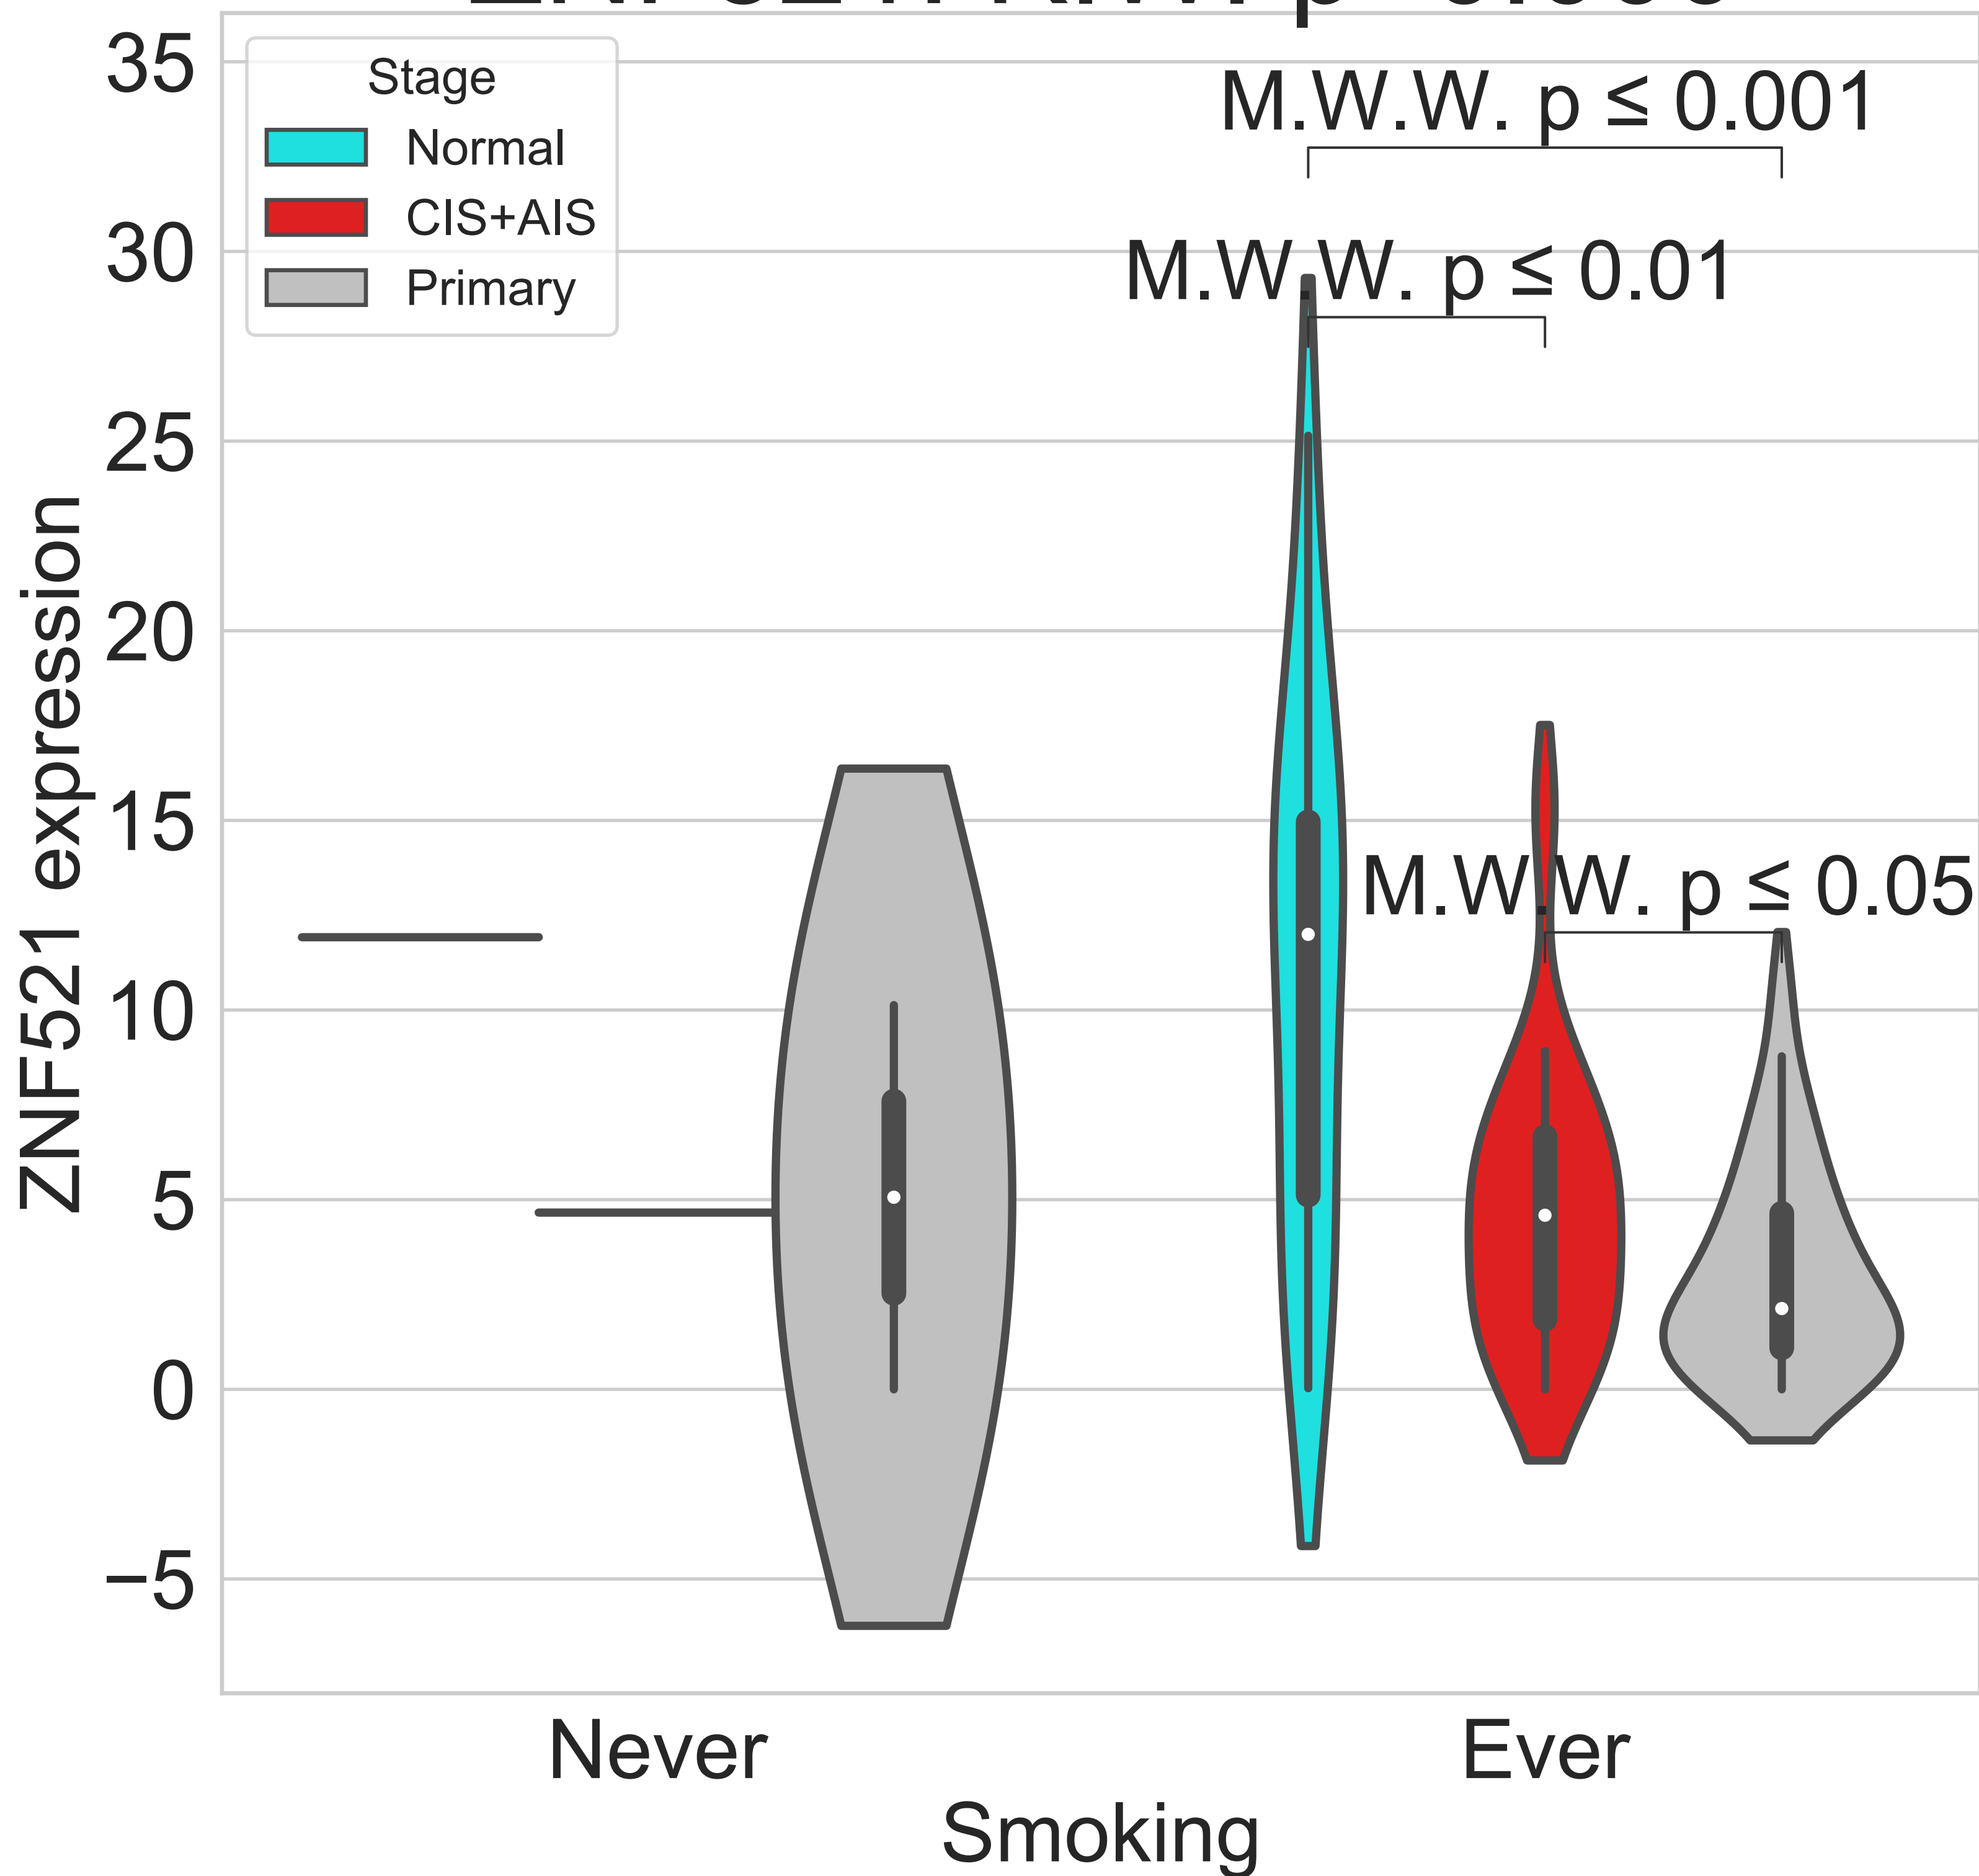 35
30
25
20
15
10
5
0
−5
ZNF521 expression
Stage
Normal
CIS+AIS
Primary
M.W.W. p ≤ 0.001
M.W.W. p ≤ 0.01
M.W.W. p ≤ 0.05
Never
Ever
Smoking